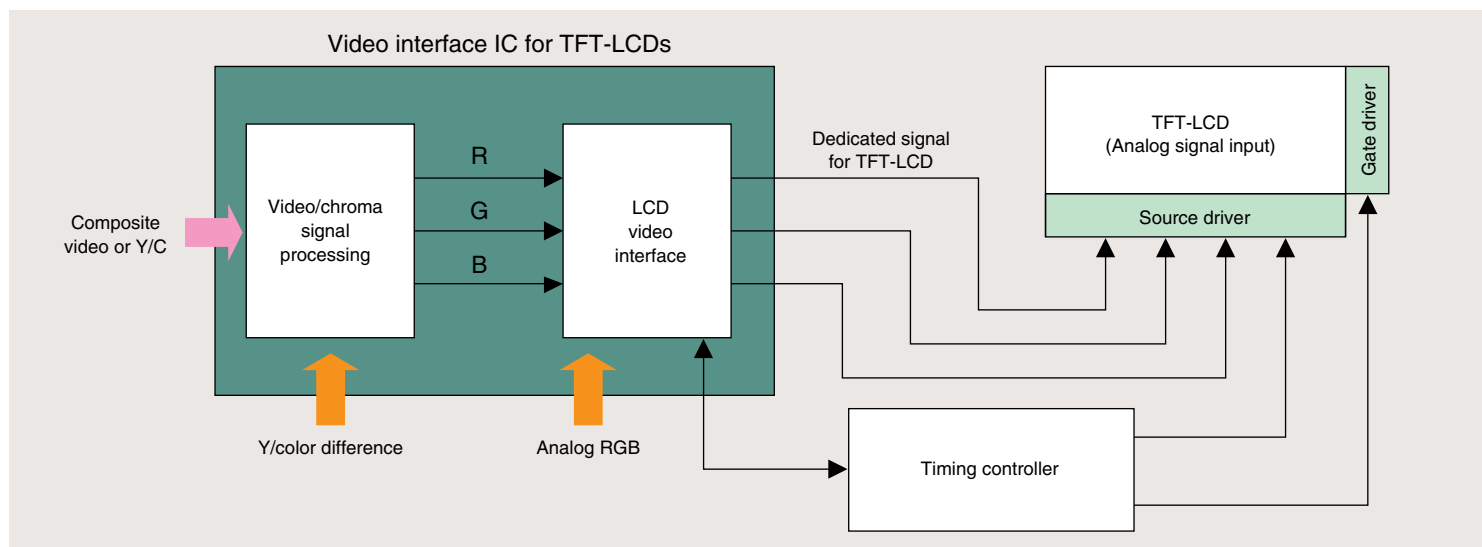 Video interface IC for TFT-LCDs
Composite
video or Y/C
Video/chroma
signal
processing
R
G
B
LCD
video
interface
Y/color difference
Analog RGB
Dedicated signal
for TFT-LCD
TFT-LCD
(Analog signal input)
Gate driver
Source driver
Timing controller